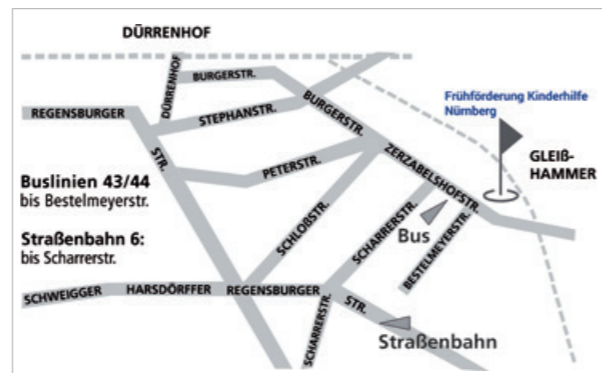 DÜRRENHOF
DÜRRENHOF
BURGERSTR.
REGENSBURGER
STEPHANSTR.
BURGERSTR.
Frühförderung Kinderhilfe
Nürnberg
GLEIẞ-
HAMMER
STR.
PETERSTR.
ZERZABELSHOFSTR.
Buslinien 43/44
bis Bestelmeyerstr.
Straßenbahn 6:
bis Scharrerstr.
SCHLOßSTR.
SCHARRERSTR.
Bus
BESTELMEYERSTR.
SCHWEIGGER
HARSDÖRFFER
REGENSBURGER
STR.
SCHARRERSTR.
Straßenbahn